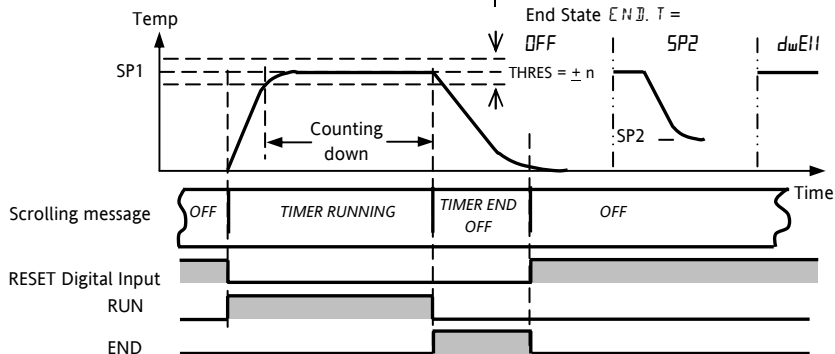 Temp
End State END. T =
OFF
SP2
dwEll
SP1
THRES = ± n
Counting
down
SP2
Time
Scrolling message
OFF
TIMER RUNNING
TIMER END
OFF
OFF
RESET Digital Input
RUN
END